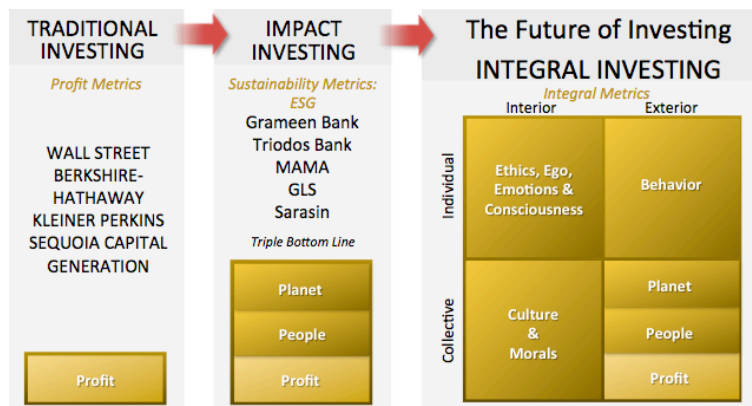 TRADITIONAL
INVESTING
Profit Metrics
WALL STREET
BERKSHIRE-
HATHAWAY
KLEINER PERKINS
SEQUOIA CAPITAL
GENERATION
Profit
IMPACT
INVESTING
Sustainability Metrics:
ESG
Grameen Bank
Triodos Bank
MAMA
GLS
Sarasin
Triple Bottom Line
Planet
People
Profit
The Future of Investing
INTEGRAL INVESTING
Integral Metrics
Interior
Exterior
Individual
Ethics, Ego,
Emotions &
Consciousness
Behavior
Collective
Culture
&
Morals
Planet
People
Profit